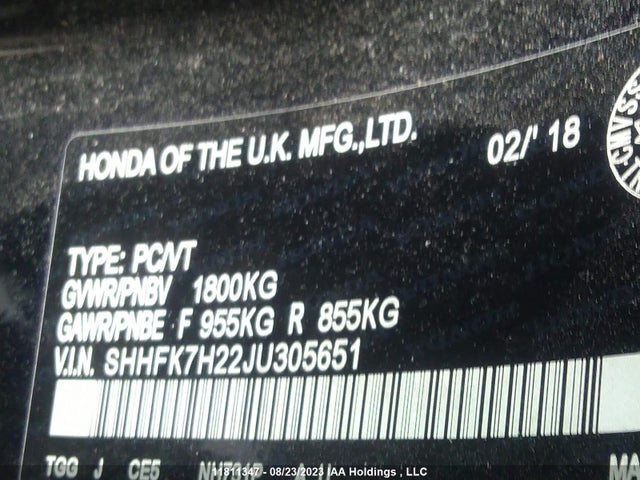 HONDA OF THE U.K. MFG.,LTD. 02/' 18
CMVSS
TYPE: PC/VT
GVWR/PNBV 1800KG
GAWR/PNBE F 955KG R 855KG
V.I.N. SHHFK7H22JU305651
TGG J CE5
11811347 - 08/23/2023 IAA Holdings , LLC